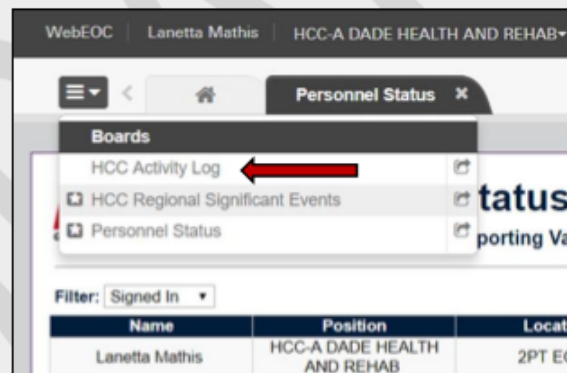 WebEOC Lanetta Mathis HCC-A DADE HEALTH AND REHAB
Personnel Status ×
Boards
HCC Activity Log
HCC Regional Significant Events
Personnel Status
tatus
porting Va
Filter: Signed In
Name Position Locat
Lanetta Mathis HCC-A DADE HEALTH AND REHAB 2PT EO